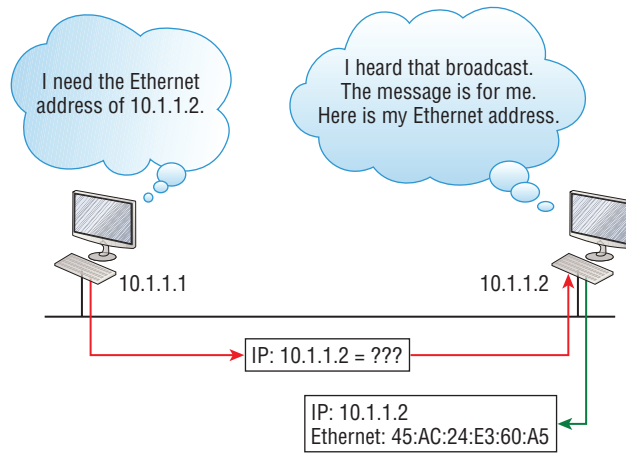 I need the Ethernet
address of 10.1.1.2.
I heard that broadcast.
The message is for me.
Here is my Ethernet address.
10.1.1.1
10.1.1.2
IP: 10.1.1.2 = ???
IP: 10.1.1.2
Ethernet: 45:AC:24:E3:60:A5